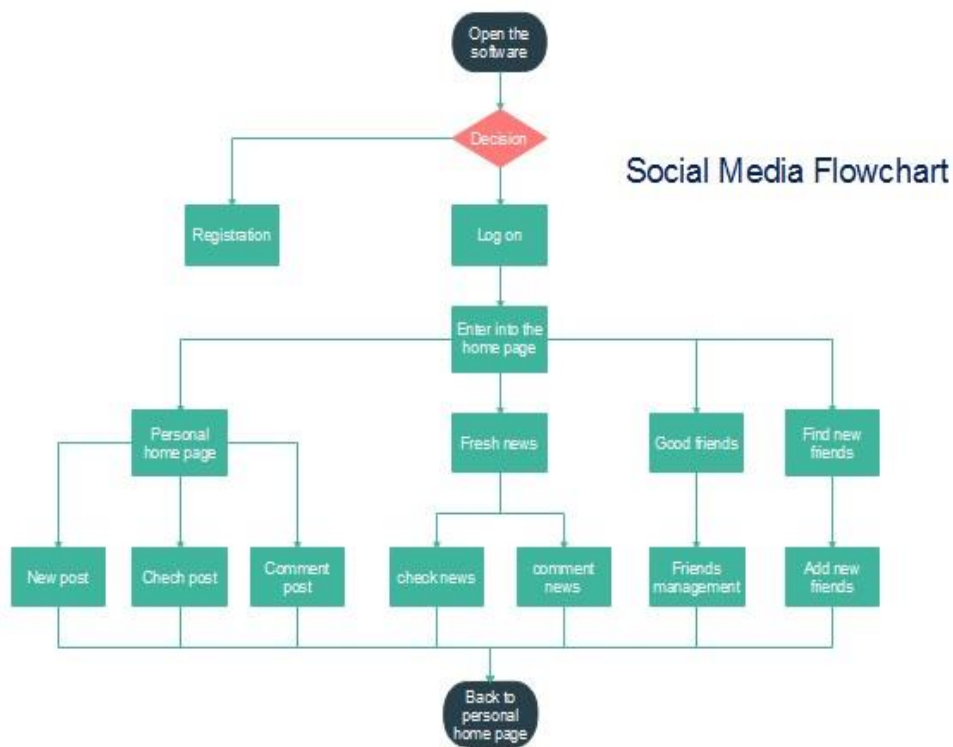 Open the
software
Decision
Social Media Flowchart
Registration
Log on
Enter into the
home page
Personal
home page
Fresh news
Good friends
Find new
friends
New post
Chech post
Comment
post
check news
comment
news
Friends
management
Add new
friends
Back to
personal
home page